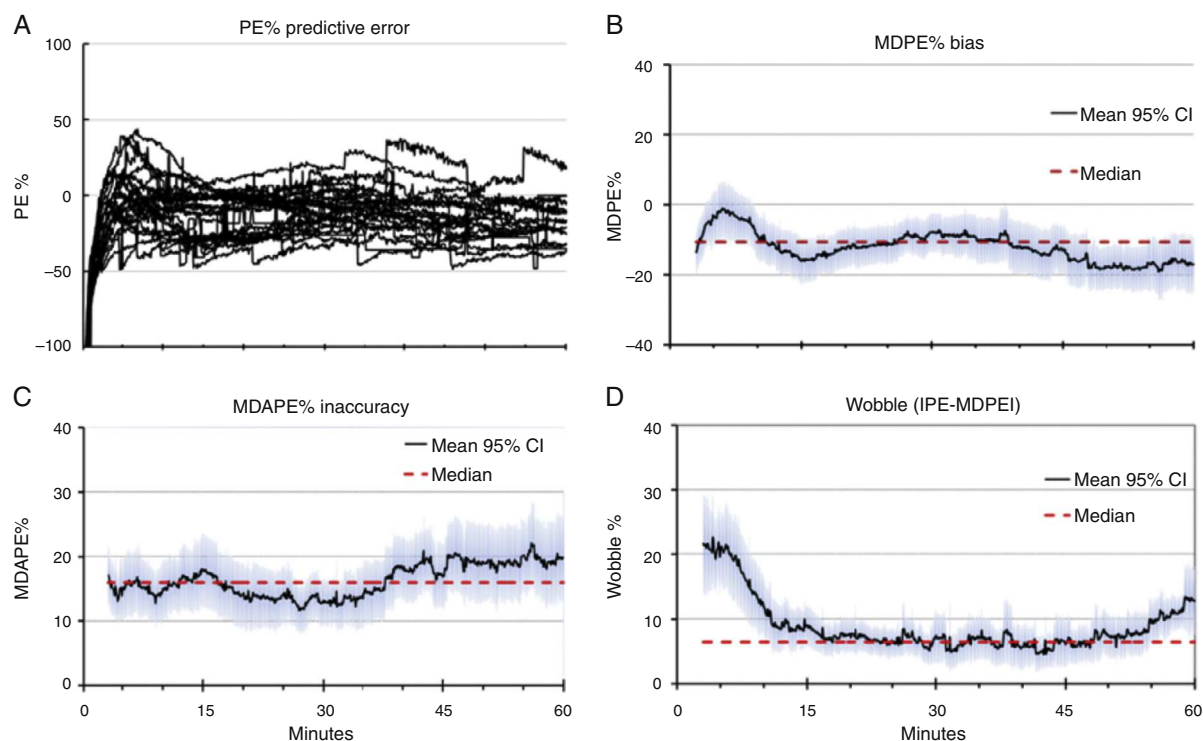 A
PE% predictive error
100
50
0
–50
–100
PE %
B
MDPE% bias
40
20
0
–20
–40
MDPE%
Mean 95% CI
Median
C
MDAPE% inaccuracy
40
30
20
10
0
MDAPE%
Mean 95% CI
Median
0 15 30 45 60
Minutes
D
Wobble (IPE-MDPEI)
40
30
20
10
0
Wobble %
Mean 95% CI
Median
0 15 30 45 60
Minutes